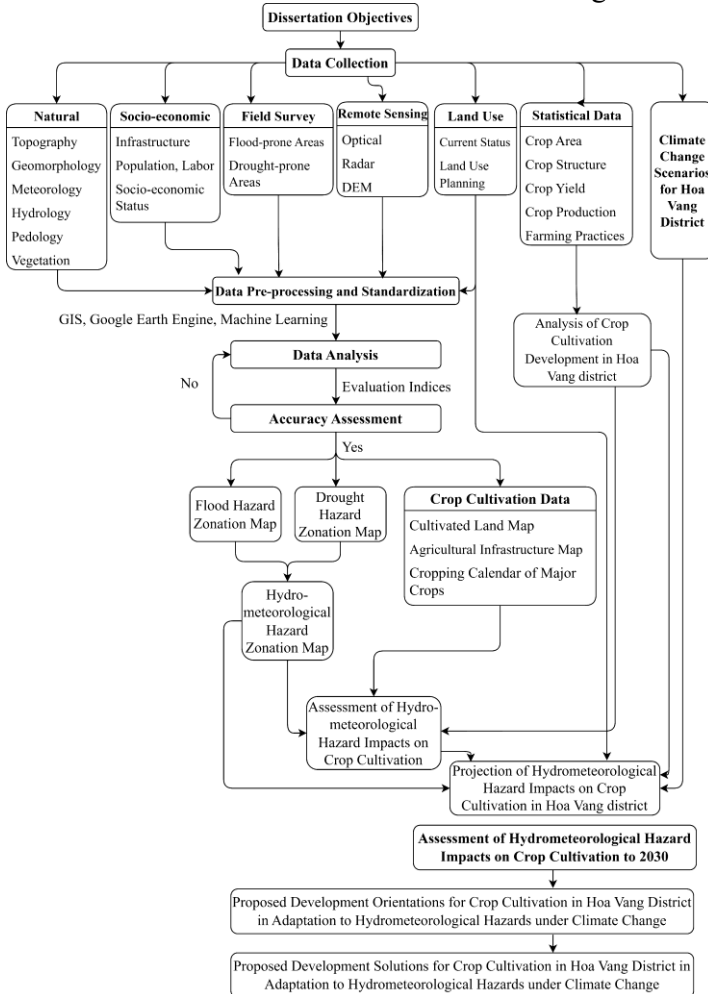 Dissertation Objectives
Data Collection
Natural
Topography
Geomorphology
Meteorology
Hydrology
Pedology
Vegetation
Socio-economic
Infrastructure
Population, Labor
Socio-economic
Status
Field Survey
Flood-prone Areas
Drought-prone
Areas
Remote Sensing
Optical
Radar
DEM
Land Use
Current Status
Land Use
Planning
Statistical Data
Crop Area
Crop Structure
Crop Yield
Crop Production
Farming Practices
Climate
Change
Scenarios
for Hoa
Vang
District
Data Pre-processing and Standardization
GIS, Google Earth Engine, Machine Learning
Analysis of Crop
Cultivation
Development in Hoa
Vang district
Data Analysis
No
Evaluation Indices
Accuracy Assessment
Yes
Flood Hazard
Zonation Map
Drought
Hazard
Zonation Map
Crop Cultivation Data
Cultivated Land Map
Agricultural Infrastructure Map
Cropping Calendar of Major
Crops
Hydro-
meteorological
Hazard
Zonation Map
Assessment of Hydro-
meteorological
Hazard Impacts on
Crop Cultivation
Projection of Hydrometeorological
Hazard Impacts on Crop
Cultivation in Hoa Vang district
Assessment of Hydrometeorological Hazard
Impacts on Crop Cultivation to 2030
Proposed Development Orientations for Crop Cultivation in Hoa Vang District
in Adaptation to Hydrometeorological Hazards under Climate Change
Proposed Development Solutions for Crop Cultivation in Hoa Vang District in
Adaptation to Hydrometeorological Hazards under Climate Change